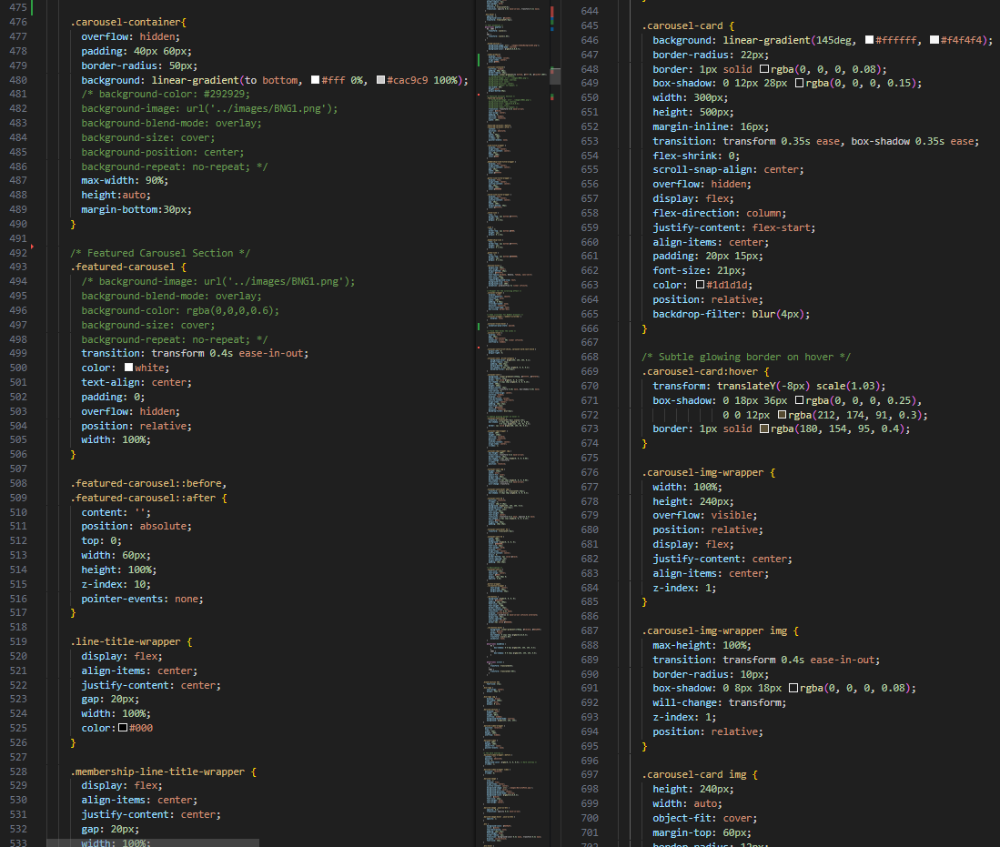 475
476 .carousel-container{
477 overflow: hidden;
478 padding: 40px 60px;
479 border-radius: 50px;
480 background: linear-gradient(to bottom, #fff 0%, #cac9c9 100%);
481 /* background-color: #292929;
482 background-image: url('../images/BNG1.png');
483 background-blend-mode: overlay;
484 background-size: cover;
485 background-position: center;
486 background-repeat: no-repeat; */
487 max-width: 90%;
488 height:auto;
489 margin-bottom:30px;
490 }
491
492 /* Featured Carousel Section */
493 .featured-carousel {
494 /* background-image: url('../images/BNG1.png');
495 background-blend-mode: overlay;
496 background-color: rgba(0,0,0,0.6);
497 background-size: cover;
498 background-repeat: no-repeat; */
499 transition: transform 0.4s ease-in-out;
500 color: white;
501 text-align: center;
502 padding: 0;
503 overflow: hidden;
504 position: relative;
505 width: 100%;
506 }
507
508 .featured-carousel::before,
509 .featured-carousel::after {
510 content: '';
511 position: absolute;
512 top: 0;
513 width: 60px;
514 height: 100%;
515 z-index: 10;
516 pointer-events: none;
517 }
518
519 .line-title-wrapper {
520 display: flex;
521 align-items: center;
522 justify-content: center;
523 gap: 20px;
524 width: 100%;
525 color:#000
526 }
527
528 .membership-line-title-wrapper {
529 display: flex;
530 align-items: center;
531 justify-content: center;
532 gap: 20px;
533 width: 100%;
644
645 .carousel-card {
646 background: linear-gradient(145deg, #ffffff, #f4f4f4);
647 border-radius: 22px;
648 border: 1px solid rgba(0, 0, 0, 0.08);
649 box-shadow: 0 12px 28px rgba(0, 0, 0, 0.15);
650 width: 300px;
651 height: 500px;
652 margin-inline: 16px;
653 transition: transform 0.35s ease, box-shadow 0.35s ease;
654 flex-shrink: 0;
655 scroll-snap-align: center;
656 overflow: hidden;
657 display: flex;
658 flex-direction: column;
659 justify-content: flex-start;
660 align-items: center;
661 padding: 20px 15px;
662 font-size: 21px;
663 color: #1d1d1d;
664 position: relative;
665 backdrop-filter: blur(4px);
666 }
667
668 /* Subtle glowing border on hover */
669 .carousel-card:hover {
670 transform: translateY(-8px) scale(1.03);
671 box-shadow: 0 18px 36px rgba(0, 0, 0, 0.25),
672 0 0 12px rgba(212, 174, 91, 0.3);
673 border: 1px solid rgba(180, 154, 95, 0.4);
674 }
675
676 .carousel-img-wrapper {
677 width: 100%;
678 height: 240px;
679 overflow: visible;
680 position: relative;
681 display: flex;
682 justify-content: center;
683 align-items: center;
684 z-index: 1;
685 }
686
687 .carousel-img-wrapper img {
688 max-height: 100%;
689 transition: transform 0.4s ease-in-out;
690 border-radius: 10px;
691 box-shadow: 0 8px 18px rgba(0, 0, 0, 0.08);
692 will-change: transform;
693 z-index: 1;
694 position: relative;
695 }
696
697 .carousel-card img {
698 height: 240px;
699 width: auto;
700 object-fit: cover;
701 margin-top: 60px;
702 border-radius: 12px;